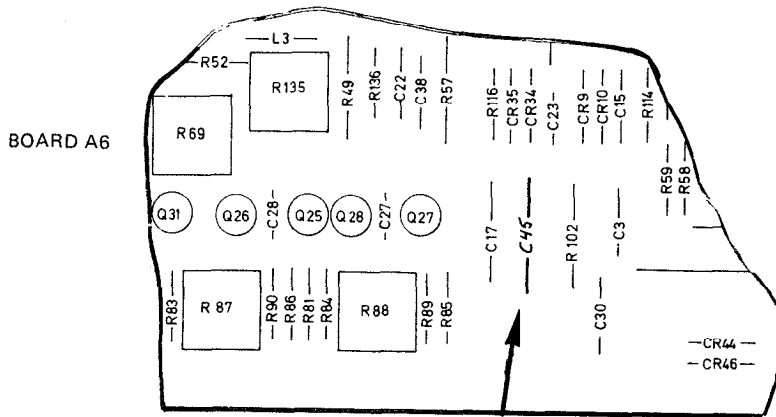 L3
R52
R135
R49
R136
C22
C38
R57
R116
CR35
CR34
C23
CR9
CR10
C15
R114
R69
BOARD A6
R59
R58
Q31
Q26
C28
Q25
Q28
C27
Q27
C17
C45
R102
C3
R83
R 87
R90
R86
R81
R84
R88
R89
R85
C30
CR44
CR46